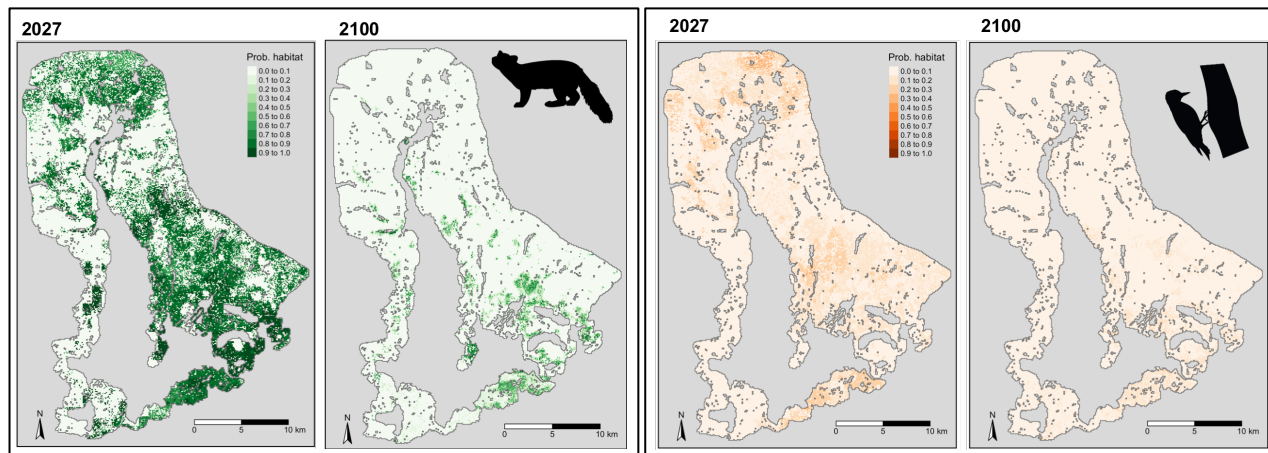 2027
2100
Prob. habitat
0.0 to 0.1
0.1 to 0.2
0.2 to 0.3
0.3 to 0.4
0.4 to 0.5
0.5 to 0.6
0.6 to 0.7
0.7 to 0.8
0.8 to 0.9
0.9 to 1.0
N
0 5 10 km
N
0 5 10 km
2027
2100
Prob. habitat
0.0 to 0.1
0.1 to 0.2
0.2 to 0.3
0.3 to 0.4
0.4 to 0.5
0.5 to 0.6
0.6 to 0.7
0.7 to 0.8
0.8 to 0.9
0.9 to 1.0
N
0 5 10 km
N
0 5 10 km